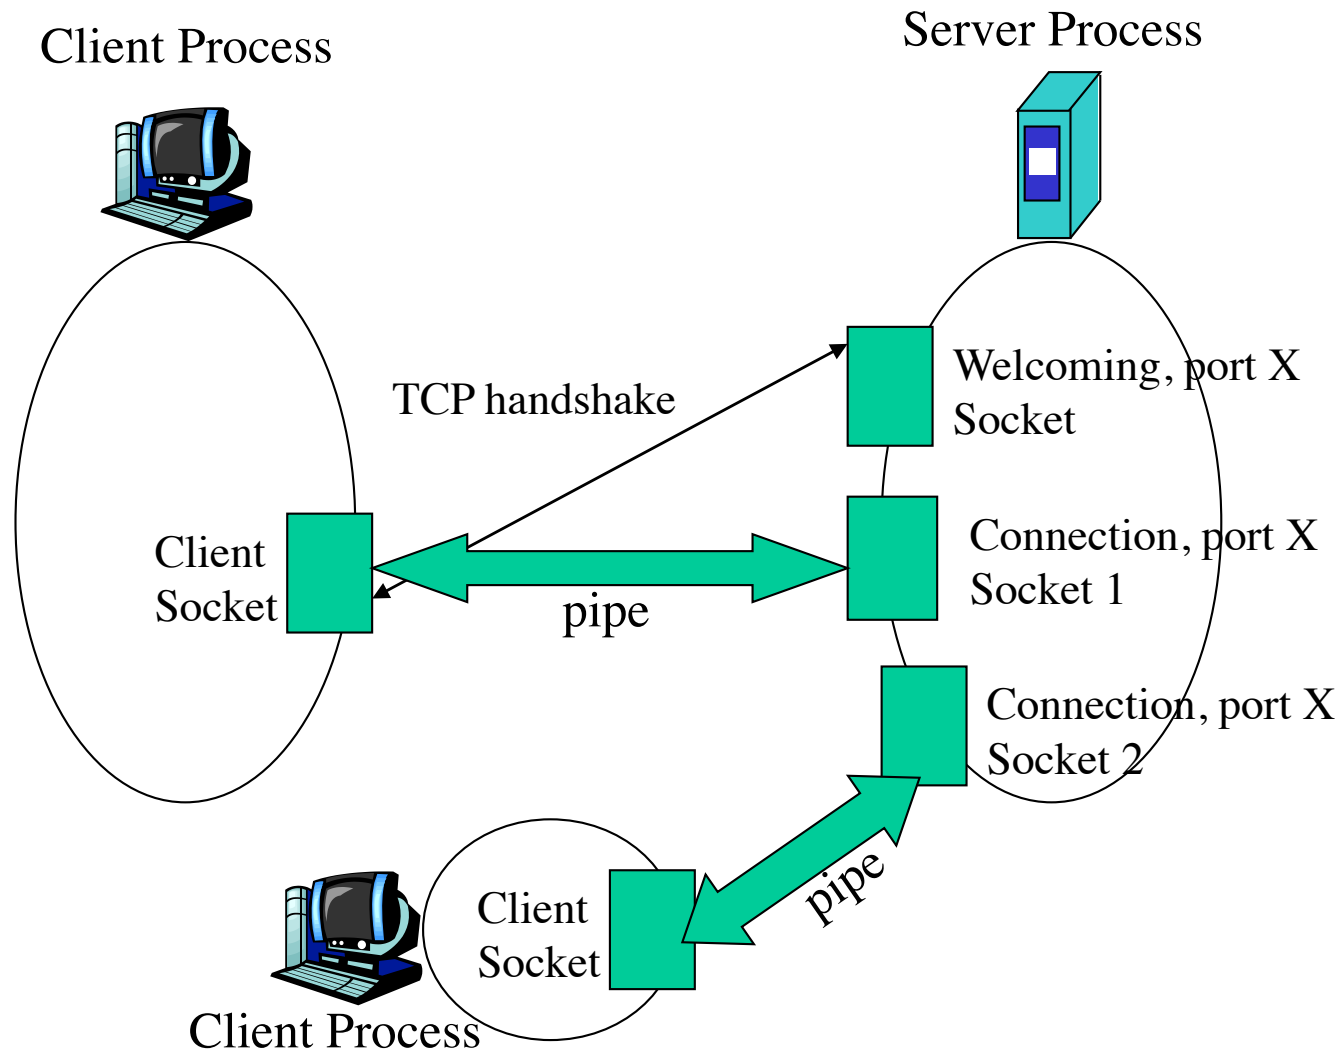 Client Process
Server Process
Welcoming, port X
Socket
TCP handshake
Client
Socket
pipe
Connection, port X
Socket 1
Connection, port X
Socket 2
pipe
Client
Socket
Client Process